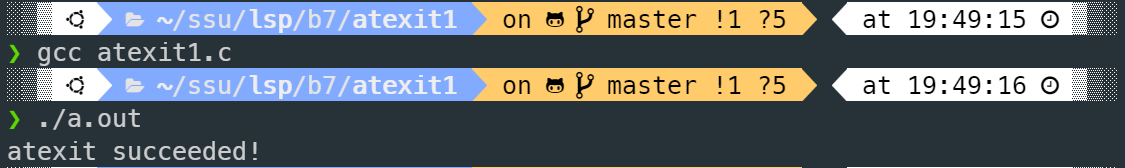 ~/ssu/lsp/b7/atexit1 on master !1 ?5 at 19:49:15
❯ gcc atexit1.c
~/ssu/lsp/b7/atexit1 on master !1 ?5 at 19:49:16
❯ ./a.out
atexit succeeded!